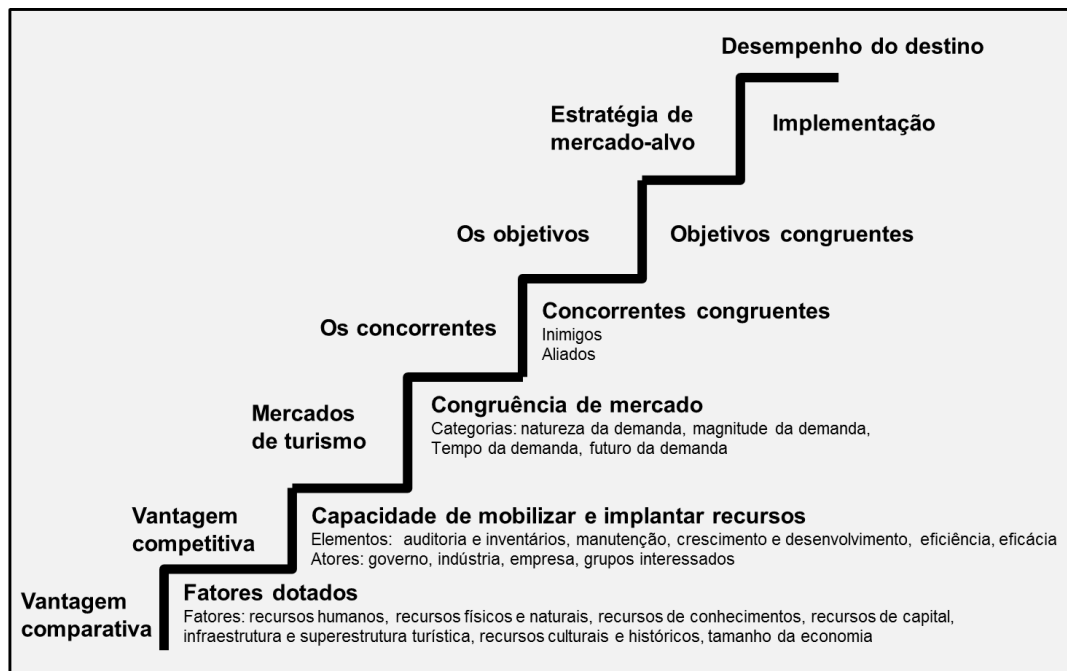 Desempenho do destino
Estratégia de
mercado-alvo
Implementação
Os objetivos
Objetivos congruentes
Os concorrentes
Concorrentes congruentes
Inimigos
Aliados
Mercados
de turismo
Congruência de mercado
Categorias: natureza da demanda, magnitude da demanda,
Tempo da demanda, futuro da demanda
Vantagem
competitiva
Capacidade de mobilizar e implantar recursos
Elementos: auditoria e inventários, manutenção, crescimento e desenvolvimento, eficiência, eficácia
Atores: governo, indústria, empresa, grupos interessados
Vantagem
comparativa
Fatores dotados
Fatores: recursos humanos, recursos físicos e naturais, recursos de conhecimentos, recursos de capital,
infraestrutura e superestrutura turística, recursos culturais e históricos, tamanho da economia